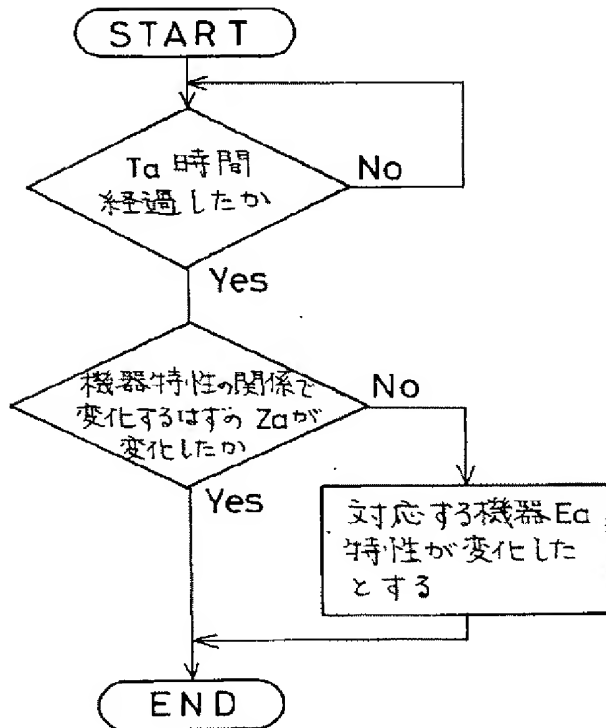 START
Ta 時間
経過したか
No
Yes
機器特性の関係で
変化するはずの Zaが
変化したか
No
Yes
対応する機器Ea
特性が変化した
とする
END